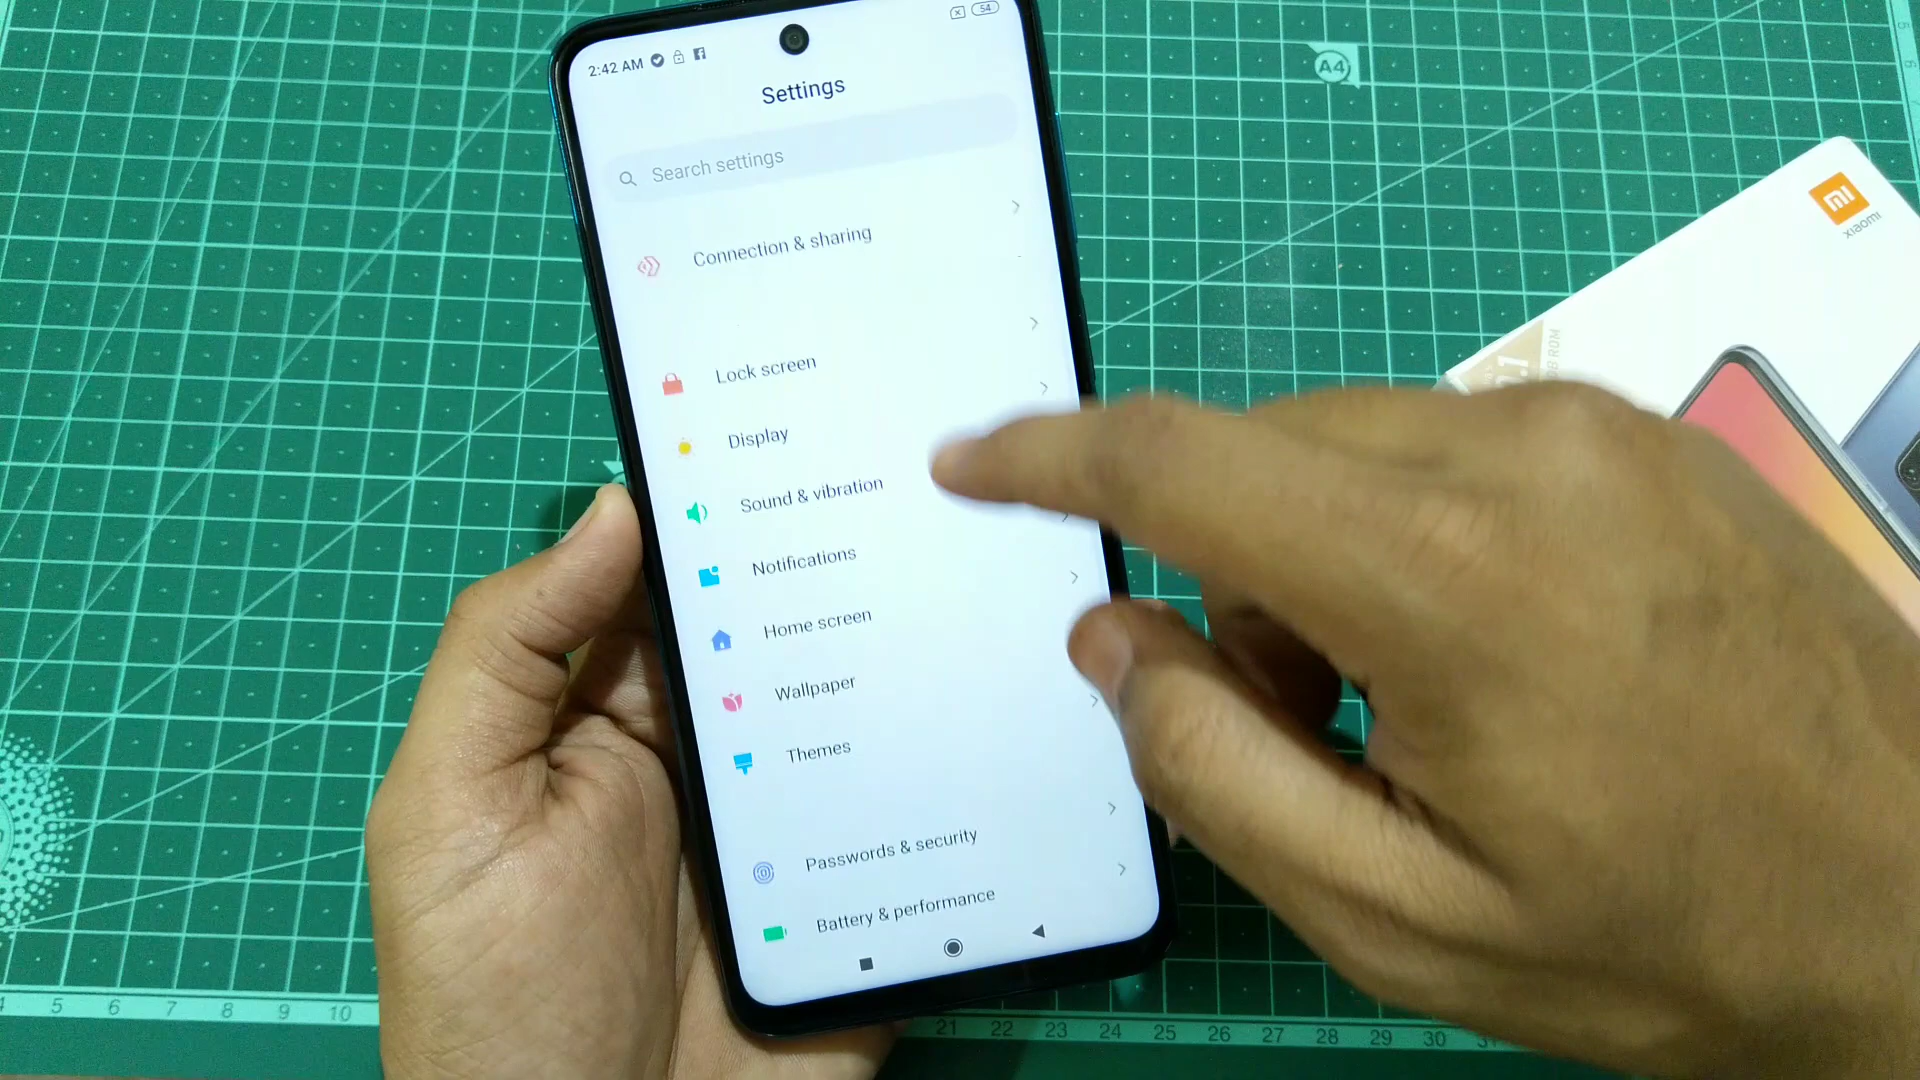 2:42 AM
54
Settings
Search settings
Connection & sharing
Lock screen
Display
Sound & vibration
Notifications
Home screen
Wallpaper
Themes
Passwords & security
Battery & performance
A4
xiaomi
5 6 7 8 9 10
21 22 23 24 25 26 27 28 29 30